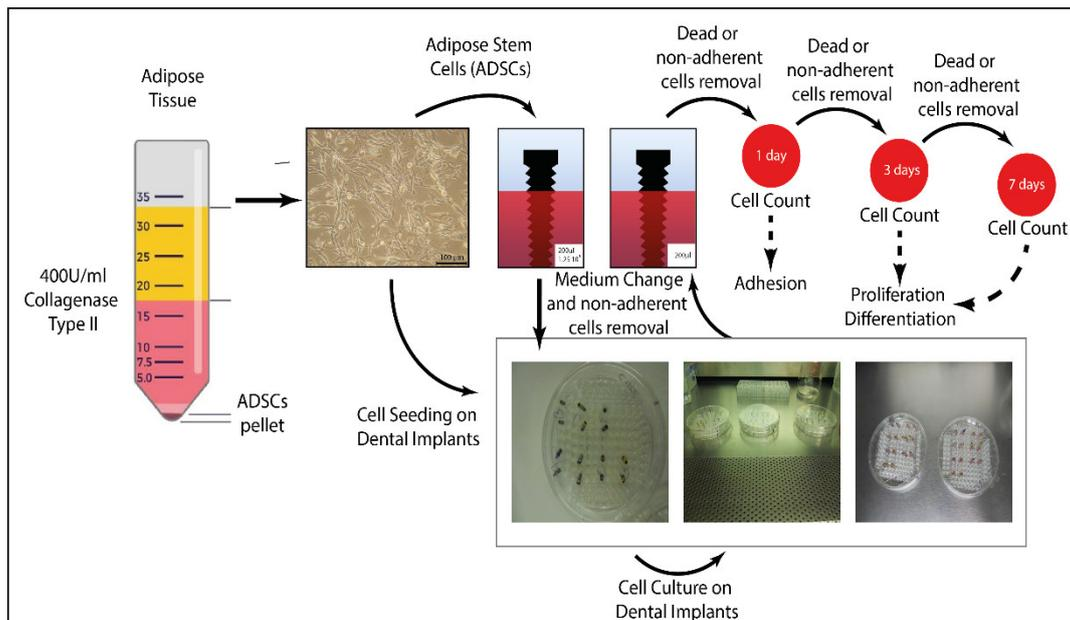 Adipose
Tissue
35
30
25
20
15
10
7.5
5.0
400U/ml
Collagenase
Type II
ADSCs
pellet
100 µm
Adipose Stem
Cells (ADSCs)
200µl
200µl
Medium Change
and non-adherent
cells removal
Cell Seeding on
Dental Implants
Cell Culture on
Dental Implants
Dead or
non-adherent
cells removal
1 day
Cell Count
Adhesion
Dead or
non-adherent
cells removal
3 days
Cell Count
Proliferation
Differentiation
Dead or
non-adherent
cells removal
7 days
Cell Count